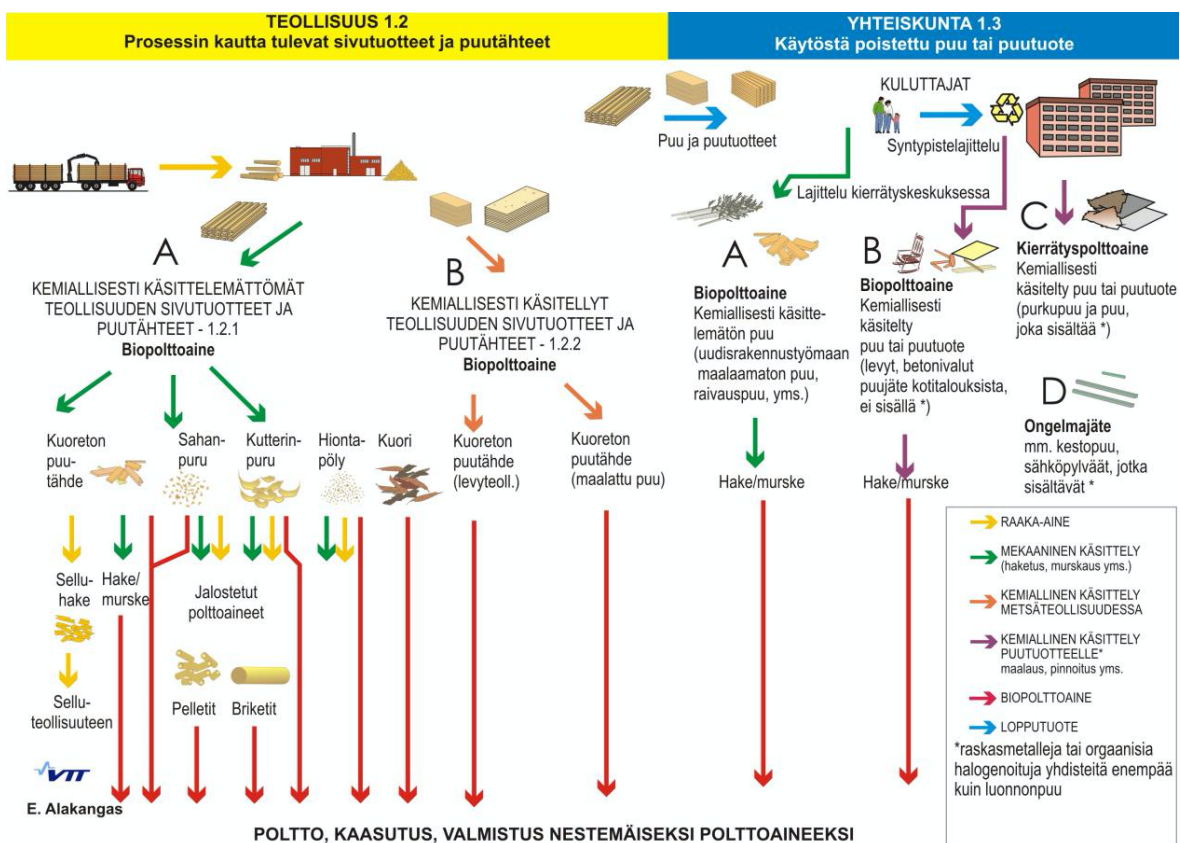 TEOLLISUUS 1.2
Prosessin kautta tulevat sivutuotteet ja puutähteet
YHTEISKUNTA 1.3
Käytöstä poistettu puu tai puutuote
Puu ja puutuotteet
KULUTTAJAT
Syntypistelajittelu
Lajittelu kierrätyskeskuksessa
A
KEMIALLISESTI KÄSITTELEMÄTTÖMÄT
TEOLLISUUDEN SIVUTUOTTEET JA
PUUTÄHTEET - 1.2.1
Biopolttoaine
B
KEMIALLISESTI KÄSITELLYT
TEOLLISUUDEN SIVUTUOTTEET JA
PUUTÄHTEET - 1.2.2
Biopolttoaine
A
Biopolttoaine
Kemiallisesti käsitte-
lemätön puu
(uudisrakennustyömaan
maalaamaton puu,
raivauspuu, yms.)
B
Biopolttoaine
Kemiallisesti
käsitelty
puu tai puutuote
(levyt, betonivalut
puujäte kotitalouksista,
ei sisällä *)
C
Kierrätyspolttoaine
Kemiallisesti
käsitelty puu tai puutuote
(purkupuu ja puu,
joka sisältää *)
D
Ongelmajäte
mm. kestopuu,
sähköpylväät, jotka
sisältävät *
Kuoreton
puu-
tähde
Sahan-
puru
Kutterin-
puru
Hionta-
pöly
Kuori
Kuoreton
puutähde
(levyteoll.)
Kuoreton
puutähde
(maalattu puu)
Hake/murske
Hake/murske
Sellu-
hake
Hake/
murske
Jalostetut
polttoaineet
Sellu-
teollisuuteen
Pelletit
Briketit
RAAKA-AINE
MEKAANINEN KÄSITTELY
(haketus, murskaus yms.)
KEMIALLINEN KÄSITTELY
METSÄTEOLLISUUDESSA
KEMIALLINEN KÄSITTELY
PUUTUOTTEELLE*
maalaus, pinnoitus yms.
BIOPOLTTOAINE
LOPPUTUOTE
*raskasmetalleja tai orgaanisia
halogenoituja yhdisteitä enempää
kuin luonnonpuu
VTT
E. Alakangas
POLTTO, KAASUTUS, VALMISTUS NESTEMÄISEKSI POLTTOAINEEKSI